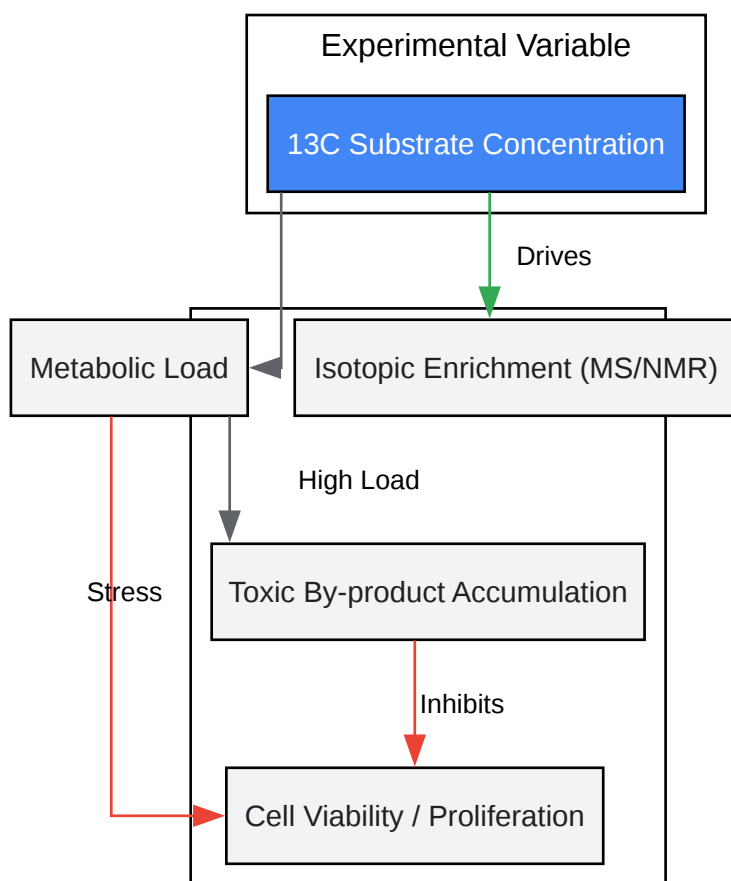 Experimental Variable
13C Substrate Concentration
Drives
Metabolic Load
Isotopic Enrichment (MS/NMR)
High Load
Stress
Toxic By-product Accumulation
Inhibits
Cell Viability / Proliferation